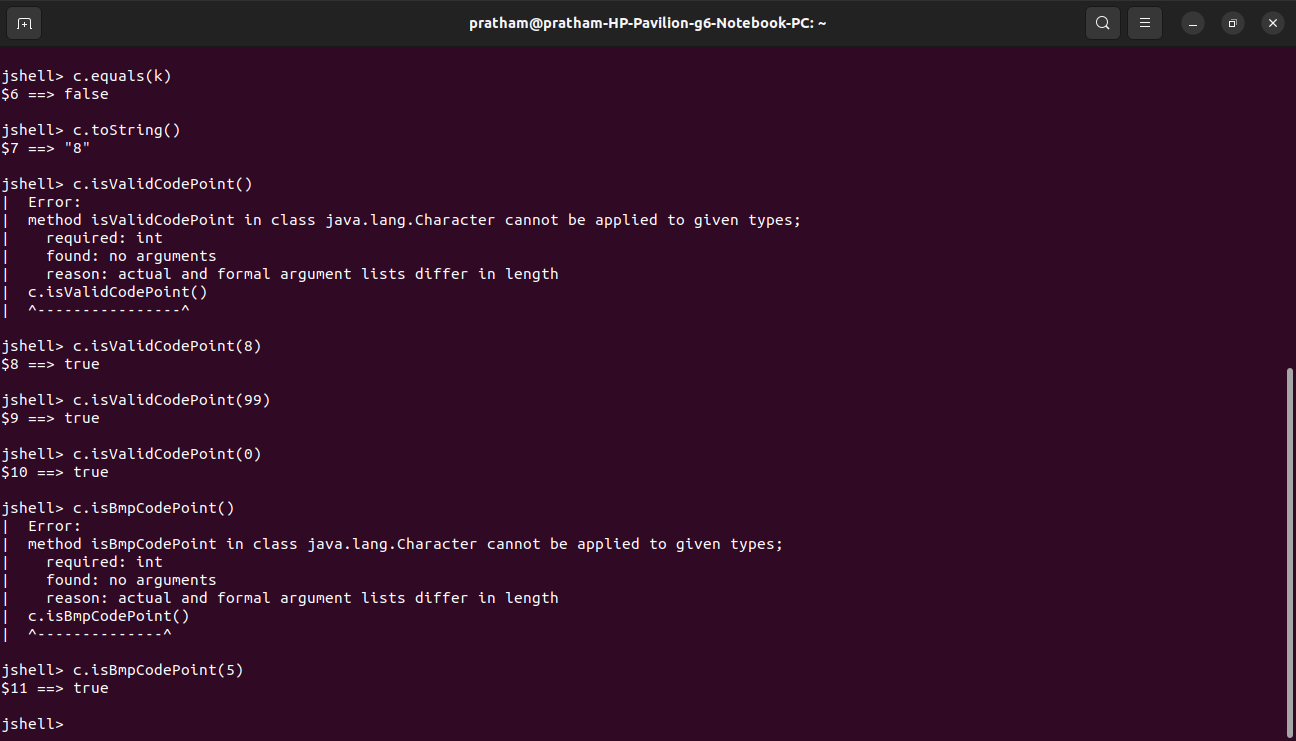 pratham@pratham-HP-Pavilion-g6-Notebook-PC: ~
jshell> c.equals(k)
$6 ==> false
jshell> c.toString()
$7 ==> "8"
jshell> c.isValidCodePoint()
|  Error:
|  method isValidCodePoint in class java.lang.Character cannot be applied to given types;
|    required: int
|    found: no arguments
|    reason: actual and formal argument lists differ in length
|  c.isValidCodePoint()
|  ^----------------^
jshell> c.isValidCodePoint(8)
$8 ==> true
jshell> c.isValidCodePoint(99)
$9 ==> true
jshell> c.isValidCodePoint(0)
$10 ==> true
jshell> c.isBmpCodePoint()
|  Error:
|  method isBmpCodePoint in class java.lang.Character cannot be applied to given types;
|    required: int
|    found: no arguments
|    reason: actual and formal argument lists differ in length
|  c.isBmpCodePoint()
|  ^--------------^
jshell> c.isBmpCodePoint(5)
$11 ==> true
jshell>